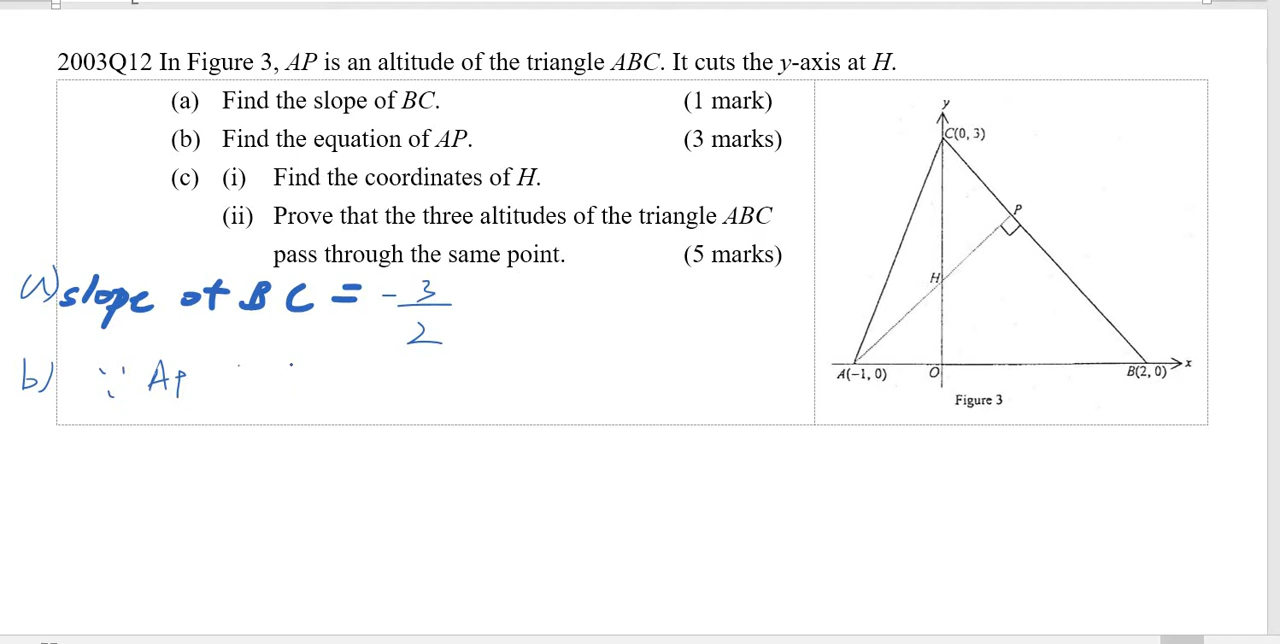 2003Q12 In Figure 3, AP is an altitude of the triangle ABC. It cuts the y-axis at H.
(a) Find the slope of BC. (1 mark)
(b) Find the equation of AP. (3 marks)
(c) (i) Find the coordinates of H.
(ii) Prove that the three altitudes of the triangle ABC
pass through the same point. (5 marks)
a) slope of BC = -3/2
b) ∵ AP
y
C(0, 3)
P
H
A(−1, 0) O B(2, 0) x
Figure 3